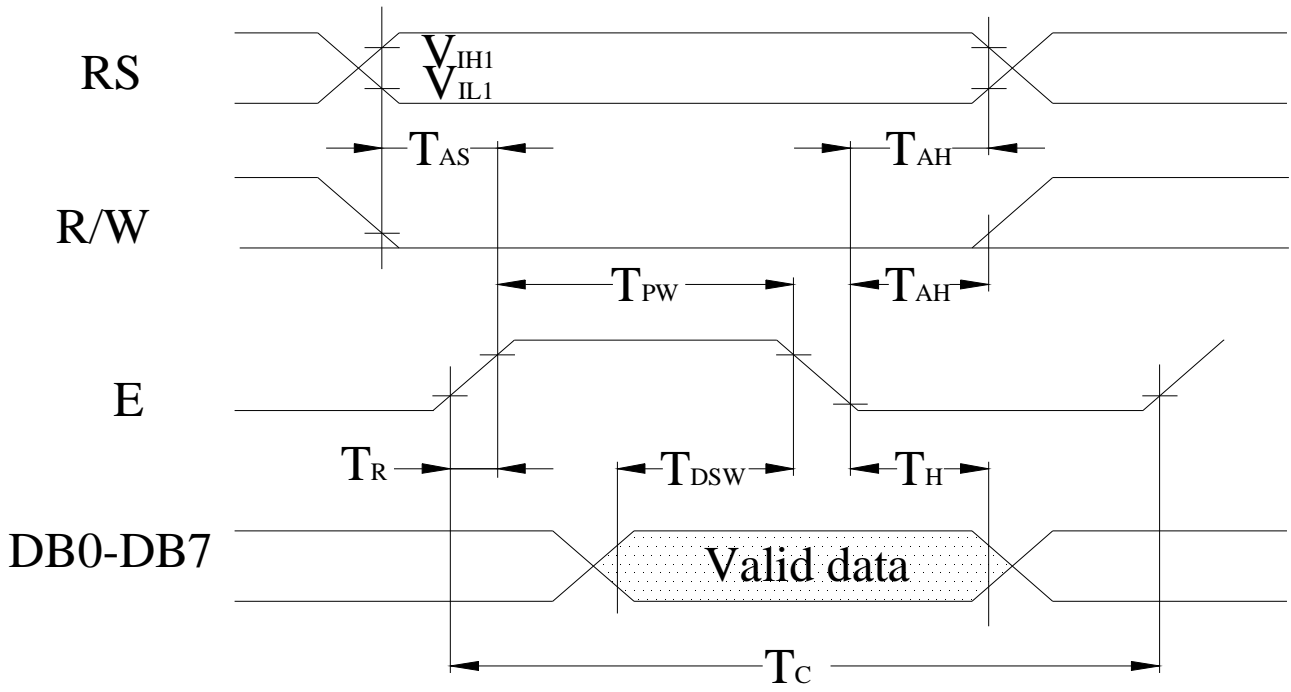 RS
VIH1
VIL1
TAS
TAH
R/W
TPW
TAH
E
TR
TDSW
TH
DB0-DB7
Valid data
TC